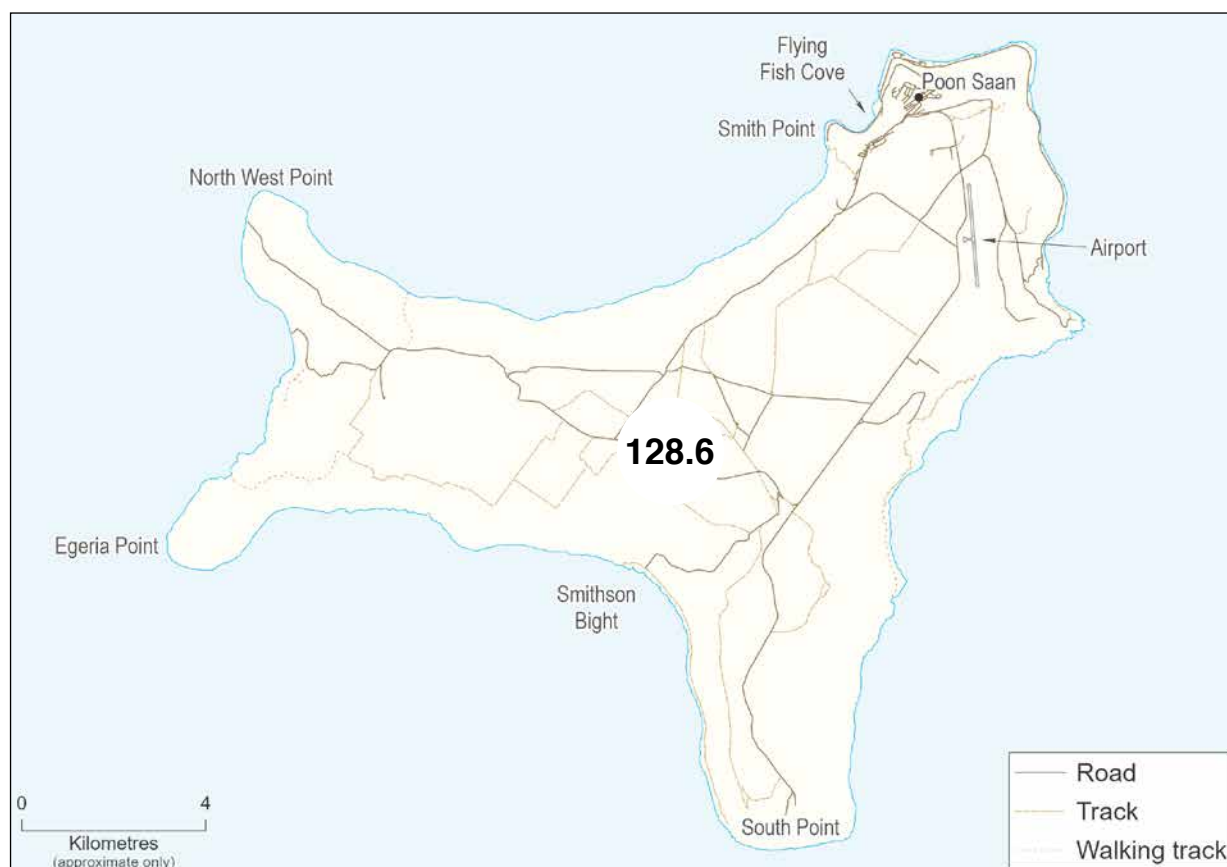 Flying
Fish Cove
Poon Saan
Smith Point
North West Point
Airport
128.6
Egeria Point
Smithson
Bight
South Point
0 4
Kilometres
(approximate only)
Road
Track
Walking track